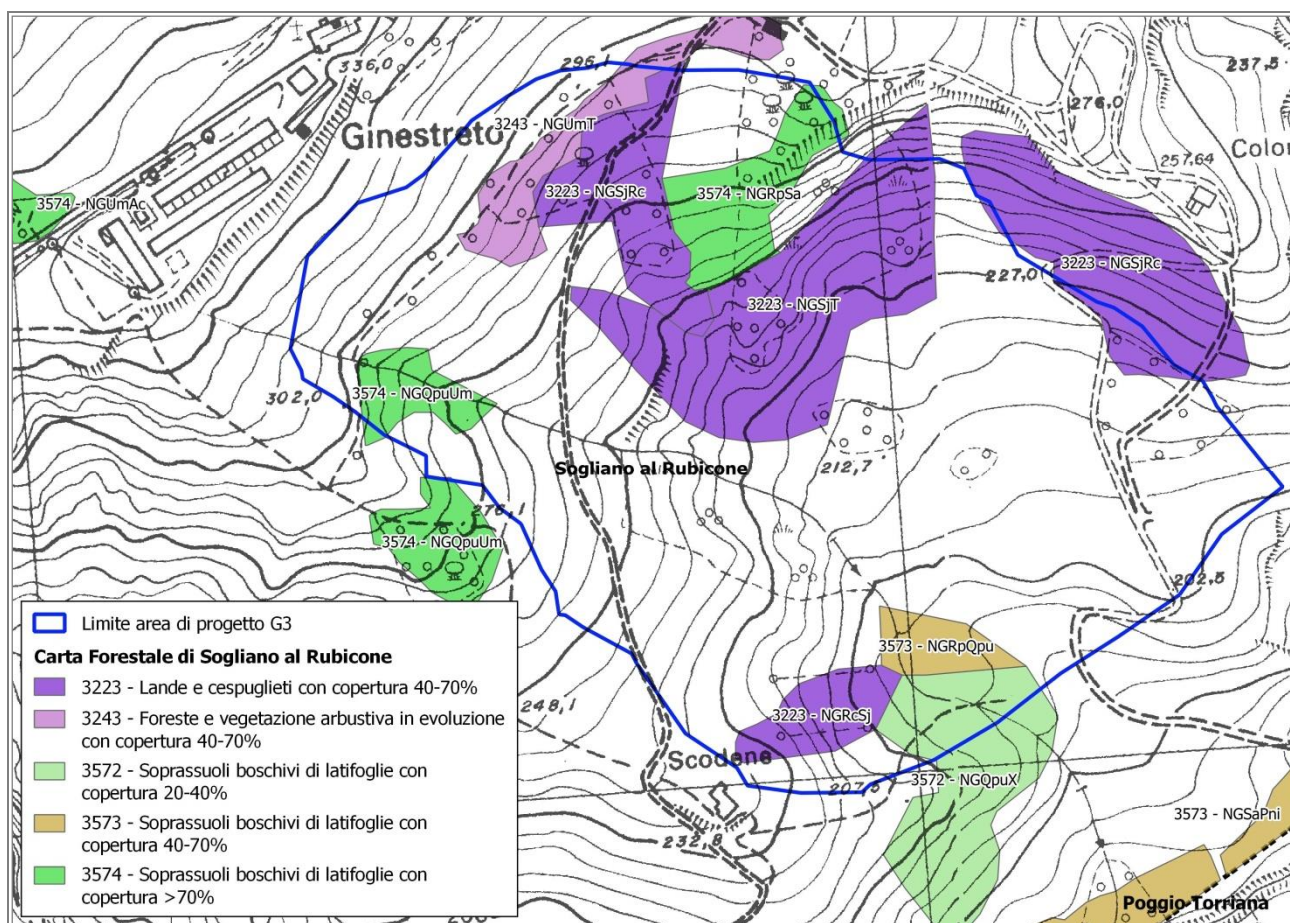 336,0
296,1
237,5
276,0
Ginestreto
3243 - NGUmT
257,64
3223 - NGSjRc
3574 - NGRpSa
3574 - NGUmAc
3223 - NGSjRc
227,0
3223 - NGSjT
302,0
3574 - NGQpuUm
212,7
Sogliano al Rubicone
276,1
3574 - NGQpuUm
202,5
Limite area di progetto G3
Carta Forestale di Sogliano al Rubicone
3223 - Lande e cespuglieti con copertura 40-70%
3243 - Foreste e vegetazione arbustiva in evoluzione
con copertura 40-70%
3572 - Soprassuoli boschivi di latifoglie con
copertura 20-40%
3573 - Soprassuoli boschivi di latifoglie con
copertura 40-70%
3574 - Soprassuoli boschivi di latifoglie con
copertura >70%
3573 - NGRpQpu
248,1
3223 - NGRcSj
Scodene
3572 - NGQpuX
207,5
3573 - NGSaPni
232,8
Poggio Torriana